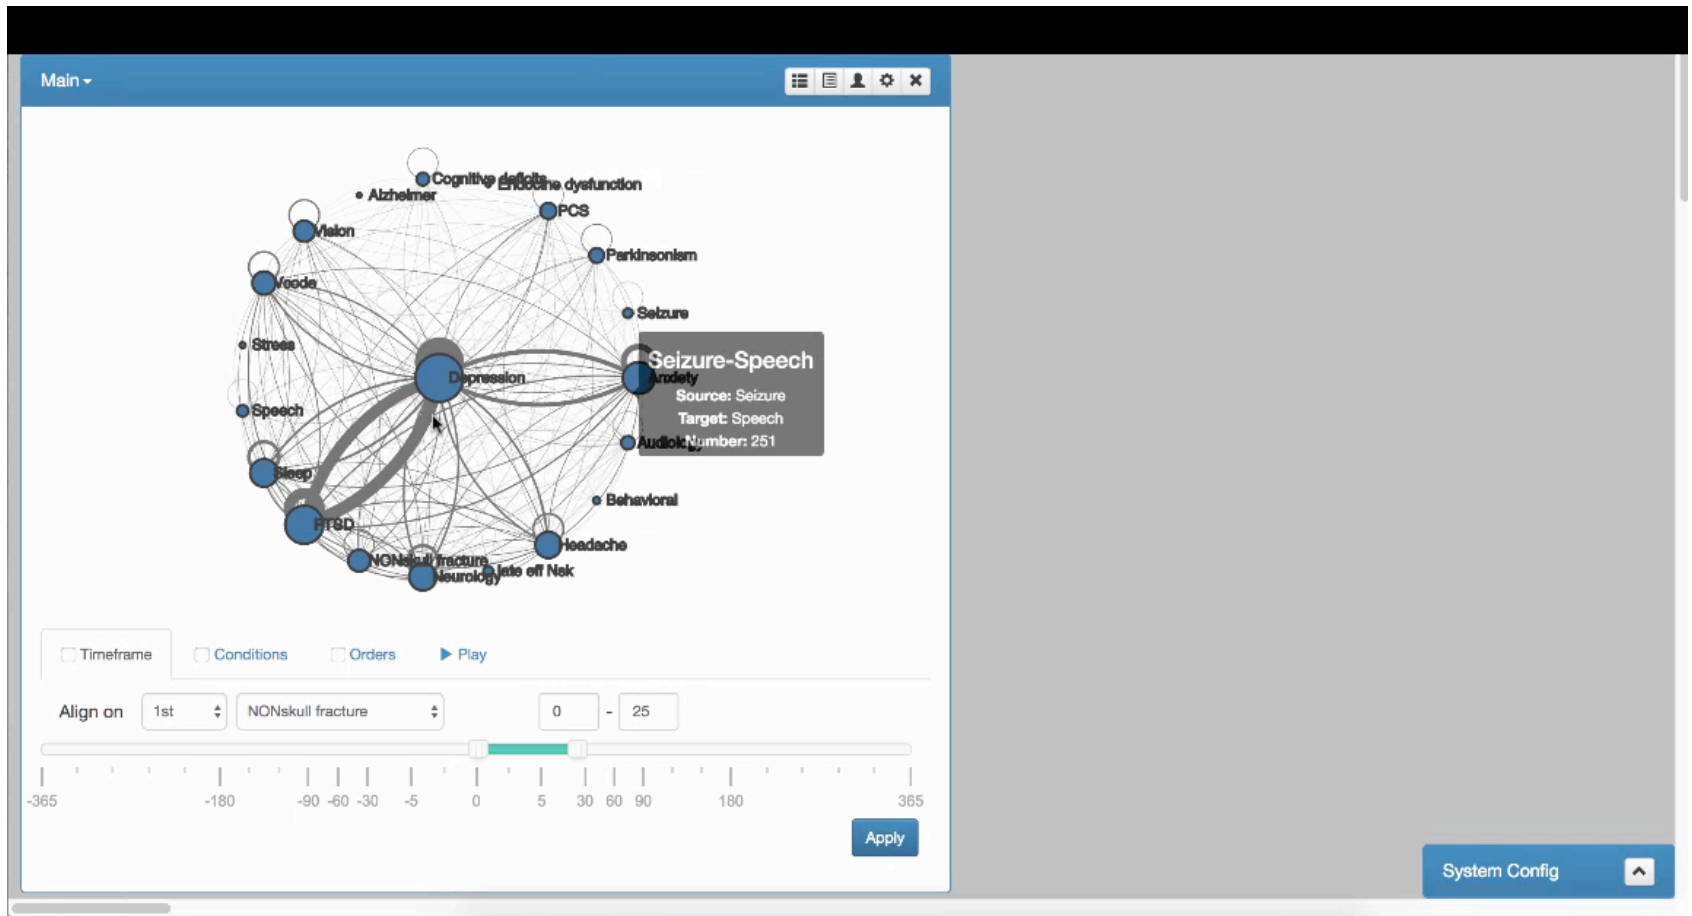 Main
Cognitive deficits
Endocrine dysfunction
Alzheimer
PCS
Vision
Parkinsonism
Vcode
Seizure
Stress
Seizure-Speech
Depression
Anxiety
Source: Seizure
Speech
Target: Speech
Audiology
Number: 251
Sleep
Behavioral
PTSD
Headache
NONskull fracture
Neurology
late eff Nsk
Timeframe
Conditions
Orders
Play
Align on
1st
NONskull fracture
0
-
25
-365
-180
-90
-60
-30
-5
0
5
30
60
90
180
365
Apply
System Config